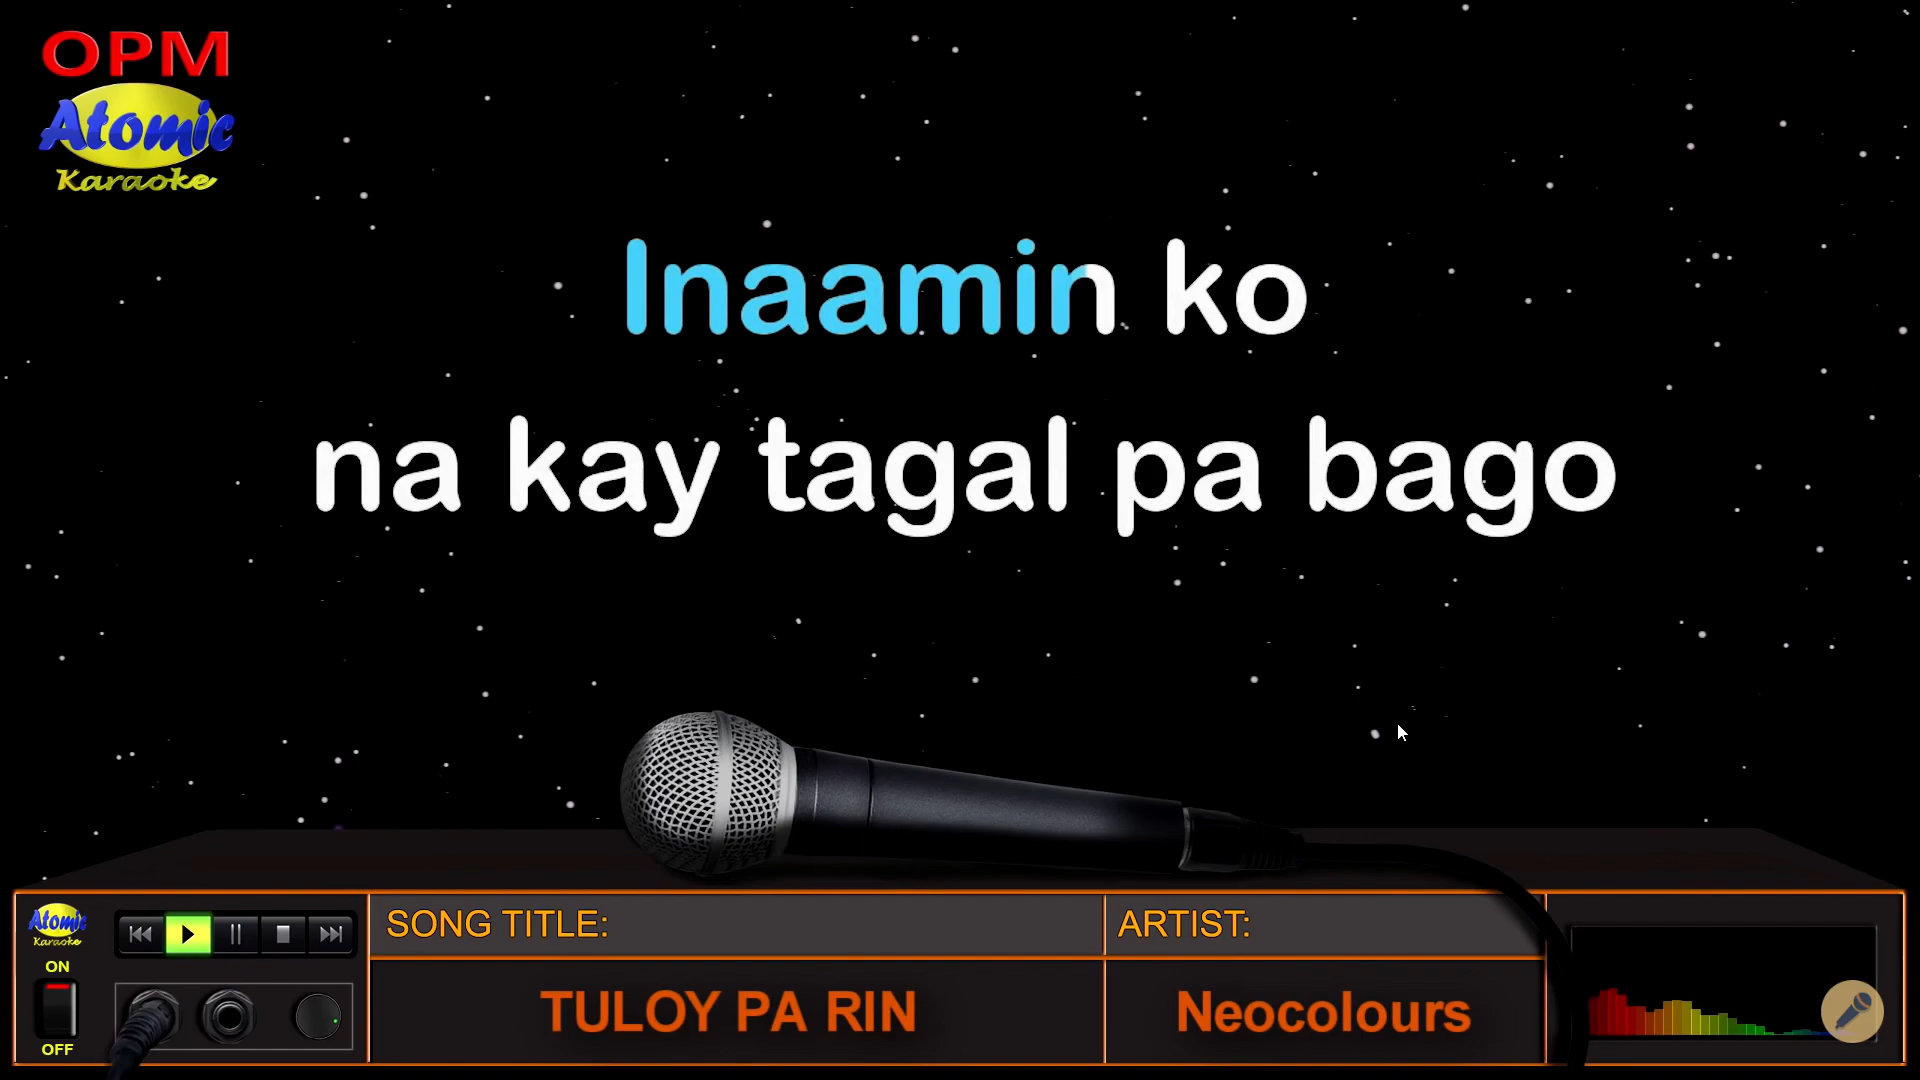 OPM
Atomic
Karaoke
Inaamin ko
na kay tagal pa bago
Atomic
Karaoke
ON
OFF
SONG TITLE:
ARTIST:
TULOY PA RIN
Neocolours